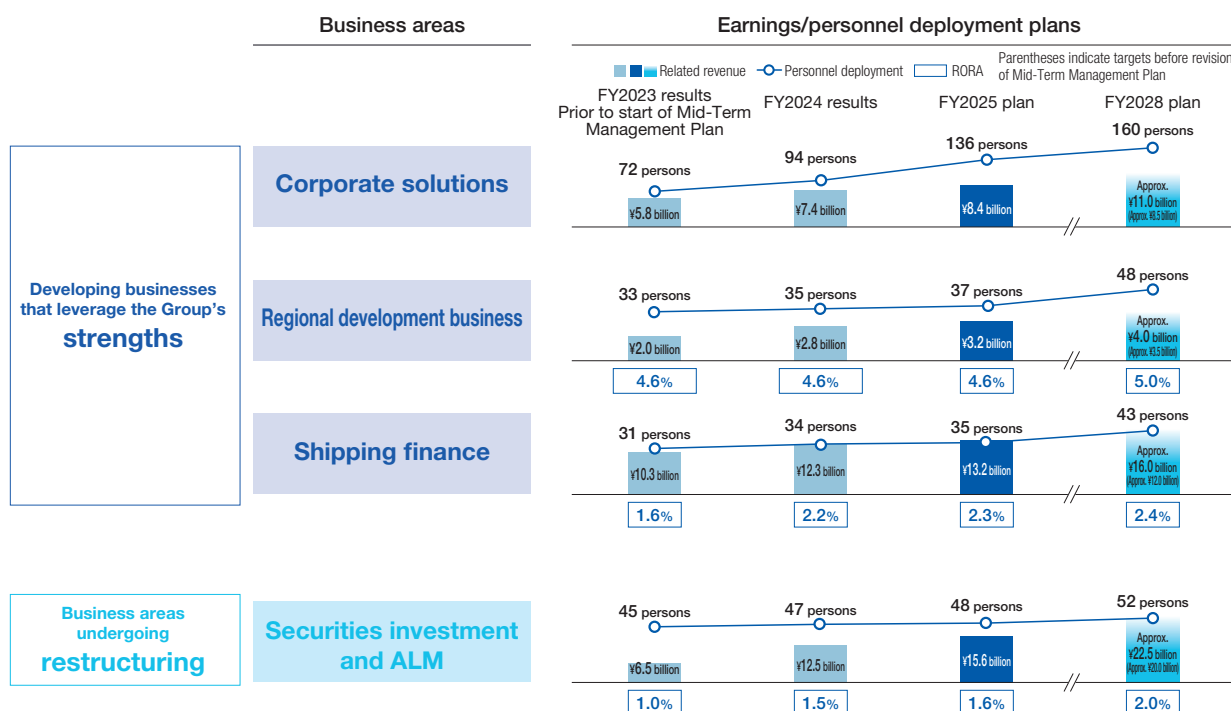 Business areas
Earnings/personnel deployment plans
Related revenue
Personnel deployment
RORA
Parentheses indicate targets before revision
of Mid-Term Management Plan
FY2023 results
Prior to start of Mid-Term
Management Plan
FY2024 results
FY2025 plan
FY2028 plan
Developing businesses
that leverage the Group's
strengths
Corporate solutions
72 persons
94 persons
136 persons
160 persons
¥5.8 billion
¥7.4 billion
¥8.4 billion
Approx.
¥11.0 billion
(Approx. ¥8.5 billion)
Regional development business
33 persons
35 persons
37 persons
48 persons
¥2.0 billion
¥2.8 billion
¥3.2 billion
Approx.
¥4.0 billion
(Approx. ¥3.5 billion)
4.6%
4.6%
4.6%
5.0%
Shipping finance
31 persons
34 persons
35 persons
43 persons
¥10.3 billion
¥12.3 billion
¥13.2 billion
Approx.
¥16.0 billion
(Approx. ¥12.0 billion)
1.6%
2.2%
2.3%
2.4%
Business areas
undergoing
restructuring
Securities investment
and ALM
45 persons
47 persons
48 persons
52 persons
¥6.5 billion
¥12.5 billion
¥15.6 billion
Approx.
¥22.5 billion
(Approx. ¥20.0 billion)
1.0%
1.5%
1.6%
2.0%